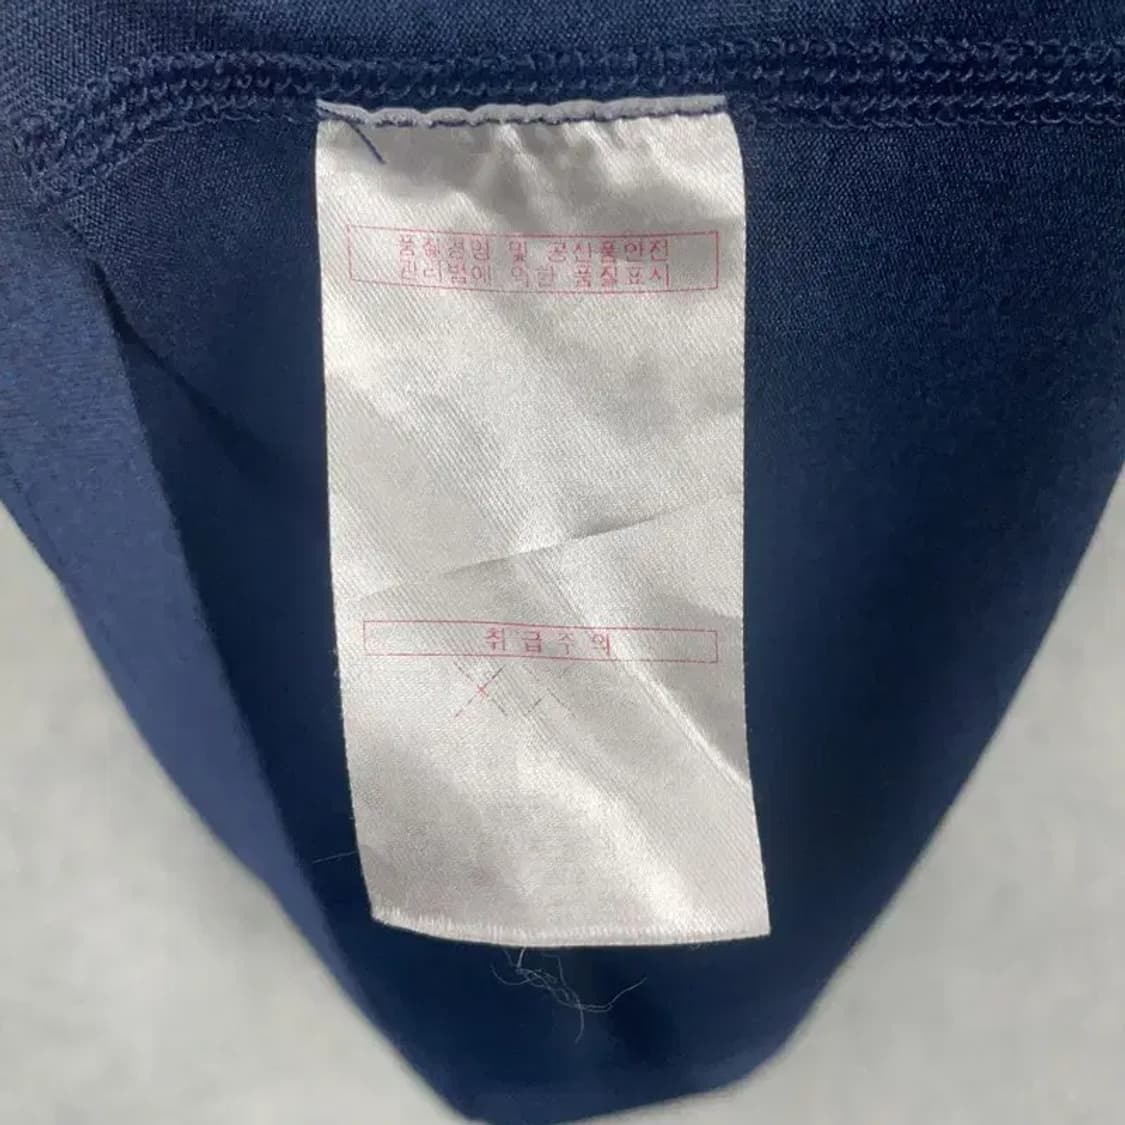 품질경영 및 공산품안전
관리법에 의한 품질표시
취급주의